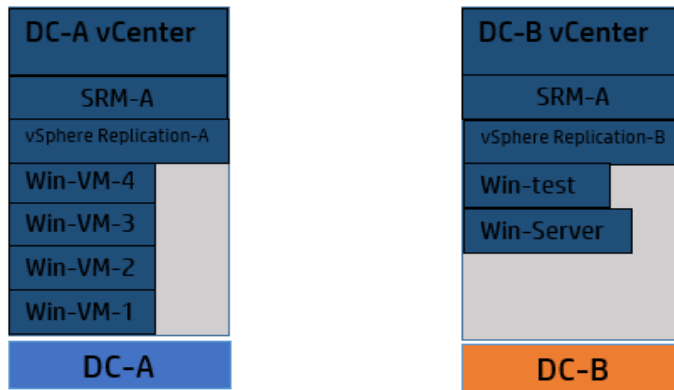 DC-A vCenter
SRM-A
vSphere Replication-A
Win-VM-4
Win-VM-3
Win-VM-2
Win-VM-1
DC-A
DC-B vCenter
SRM-A
vSphere Replication-B
Win-test
Win-Server
DC-B